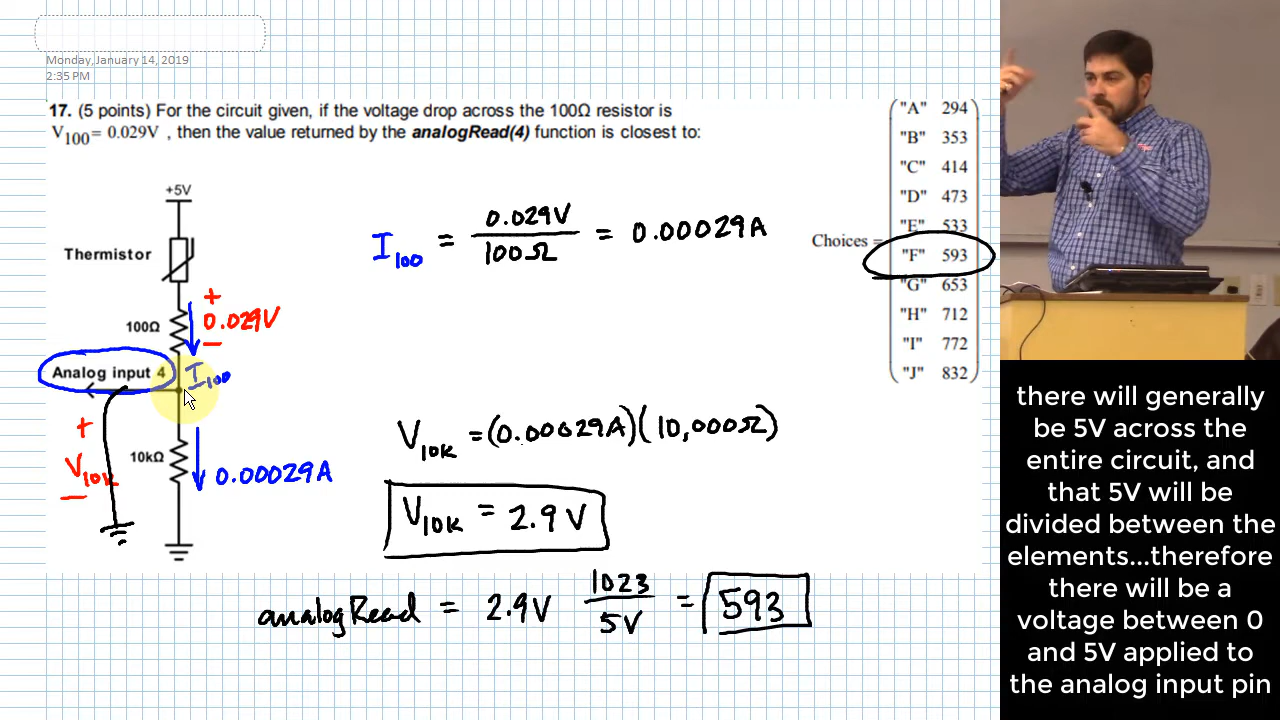 Monday, January 14, 2019
2:35 PM
17. (5 points) For the circuit given, if the voltage drop across the 100Ω resistor is
V100 = 0.029V , then the value returned by the analogRead(4) function is closest to:
Choices =
"A" 294
"B" 353
"C" 414
"D" 473
"E" 533
"F" 593
"G" 653
"H" 712
"I" 772
"J" 832
+5V
Thermistor
100Ω
+
0.029V
−
I100
Analog input 4
+
V10K
−
10kΩ
0.00029A
I100 = 0.029V / 100Ω = 0.00029A
V10K = (0.00029A)(10,000Ω)
V10K = 2.9V
analogRead = 2.9V 1023 / 5V = 593
there will generally
be 5V across the
entire circuit, and
that 5V will be
divided between the
elements...therefore
there will be a
voltage between 0
and 5V applied to
the analog input pin